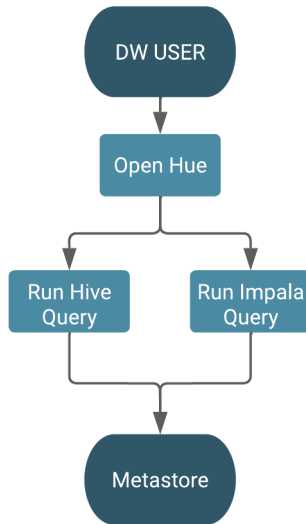 DW USER
Open Hue
Run Hive
Query
Run Impala
Query
Metastore